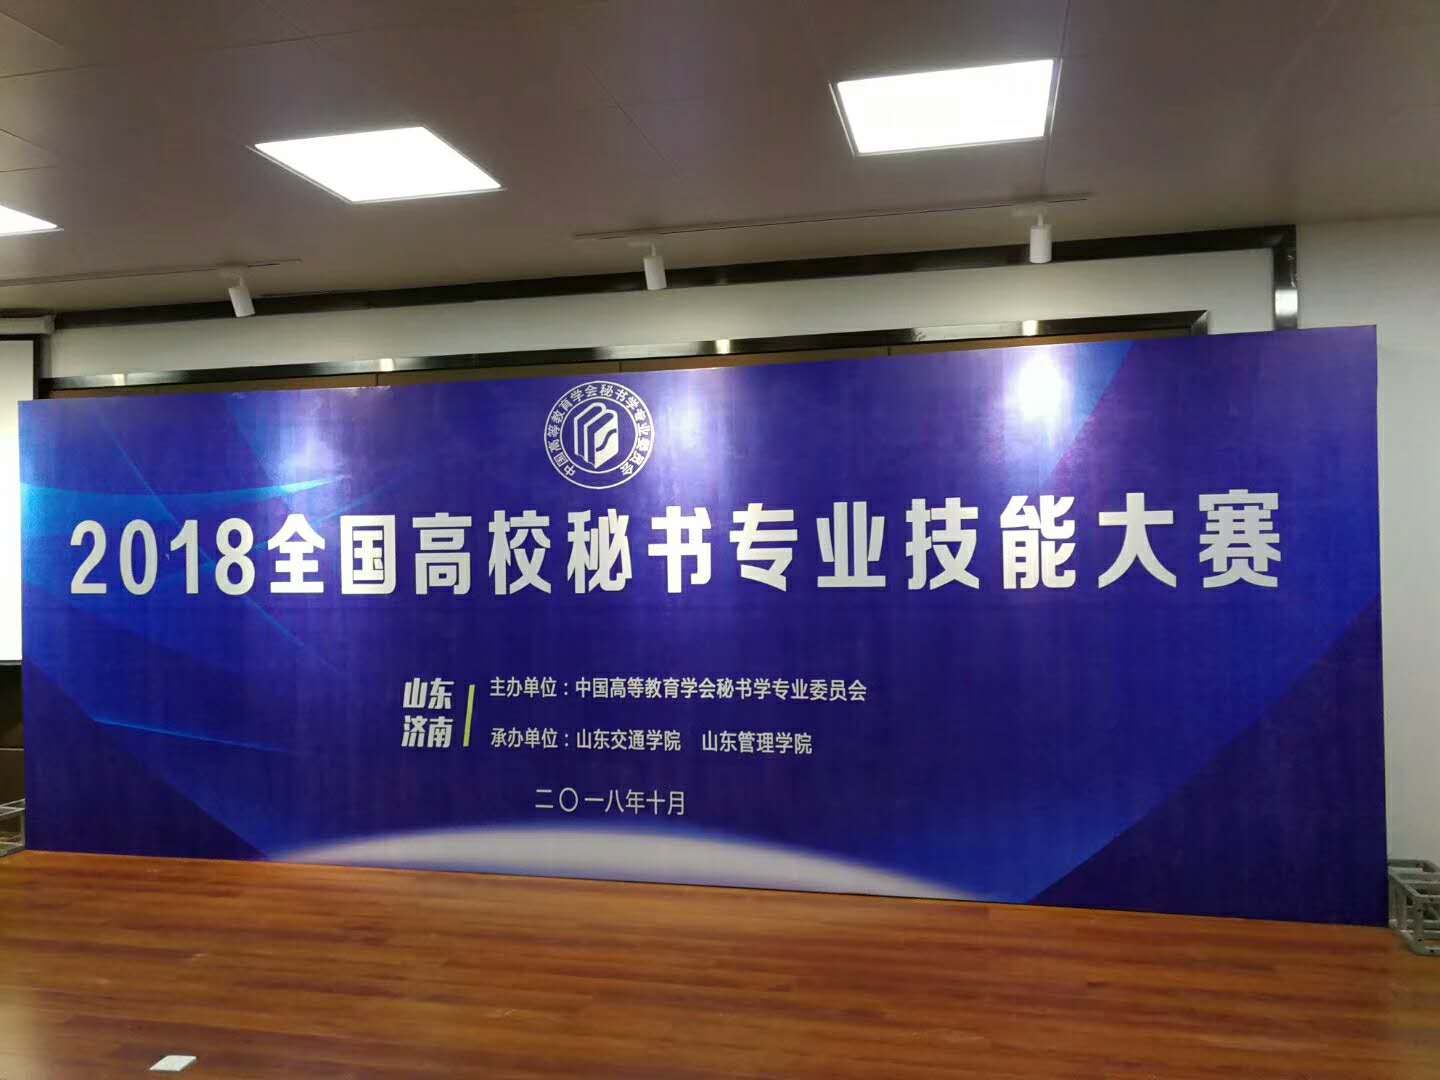 中国高等教育学会秘书学专业委员会
2018全国高校秘书专业技能大赛
山东
济南
主办单位：中国高等教育学会秘书学专业委员会
承办单位：山东交通学院 山东管理学院
二〇一八年十月